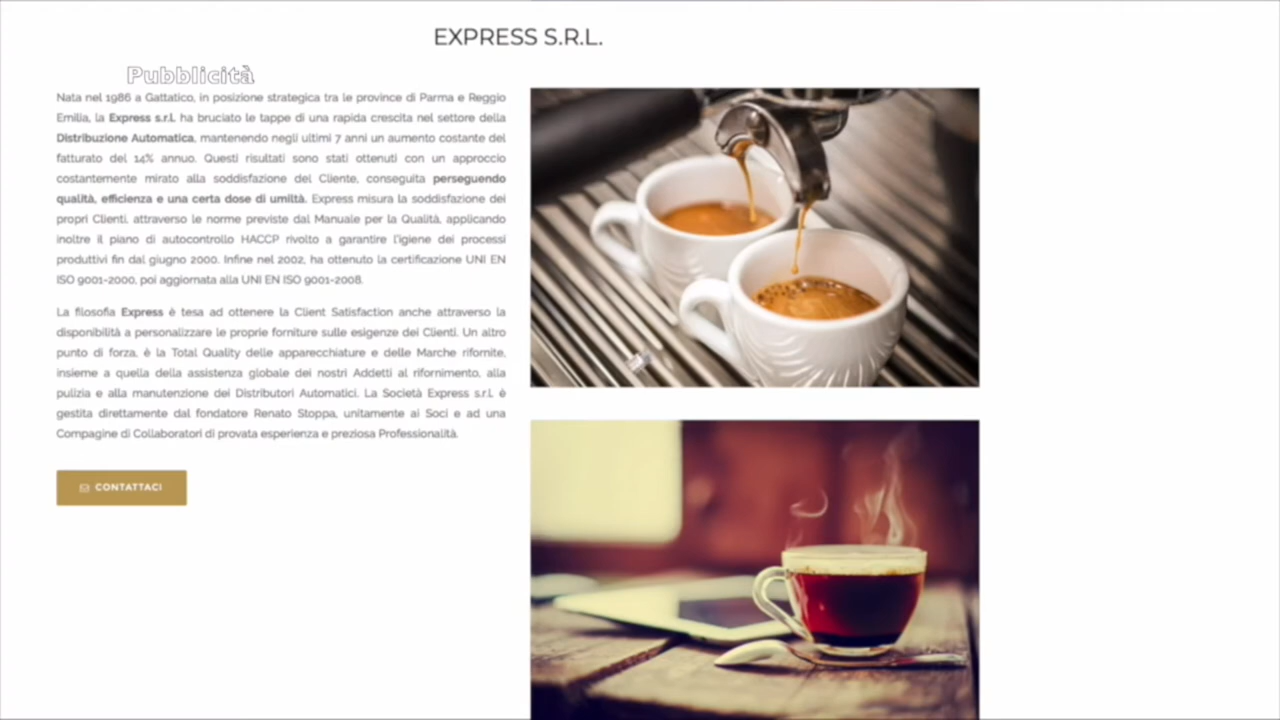 EXPRESS S.R.L.
Pubblicità
Nata nel 1986 a Gattatico, in posizione strategica tra le province di Parma e Reggio
Emilia, la Express s.r.l. ha bruciato le tappe di una rapida crescita nel settore della
Distribuzione Automatica, mantenendo negli ultimi 7 anni un aumento costante del
fatturato del 14% annuo. Questi risultati sono stati ottenuti con un approccio
costantemente mirato alla soddisfazione del Cliente, conseguita perseguendo
qualità, efficienza e una certa dose di umiltà. Express misura la soddisfazione dei
propri Clienti, attraverso le norme previste dal Manuale per la Qualità, applicando
inoltre il piano di autocontrollo HACCP rivolto a garantire l'igiene dei processi
produttivi fin dal giugno 2000. Infine nel 2002, ha ottenuto la certificazione UNI EN
ISO 9001-2000, poi aggiornata alla UNI EN ISO 9001-2008.
La filosofia Express è tesa ad ottenere la Client Satisfaction anche attraverso la
disponibilità a personalizzare le proprie forniture sulle esigenze dei Clienti. Un altro
punto di forza, è la Total Quality delle apparecchiature e delle Marche rifornite,
insieme a quella della assistenza globale dei nostri Addetti al rifornimento, alla
pulizia e alla manutenzione dei Distributori Automatici. La Società Express s.r.l. è
gestita direttamente dal fondatore Renato Stoppa, unitamente ai Soci e ad una
Compagine di Collaboratori di provata esperienza e preziosa Professionalità.
CONTATTACI